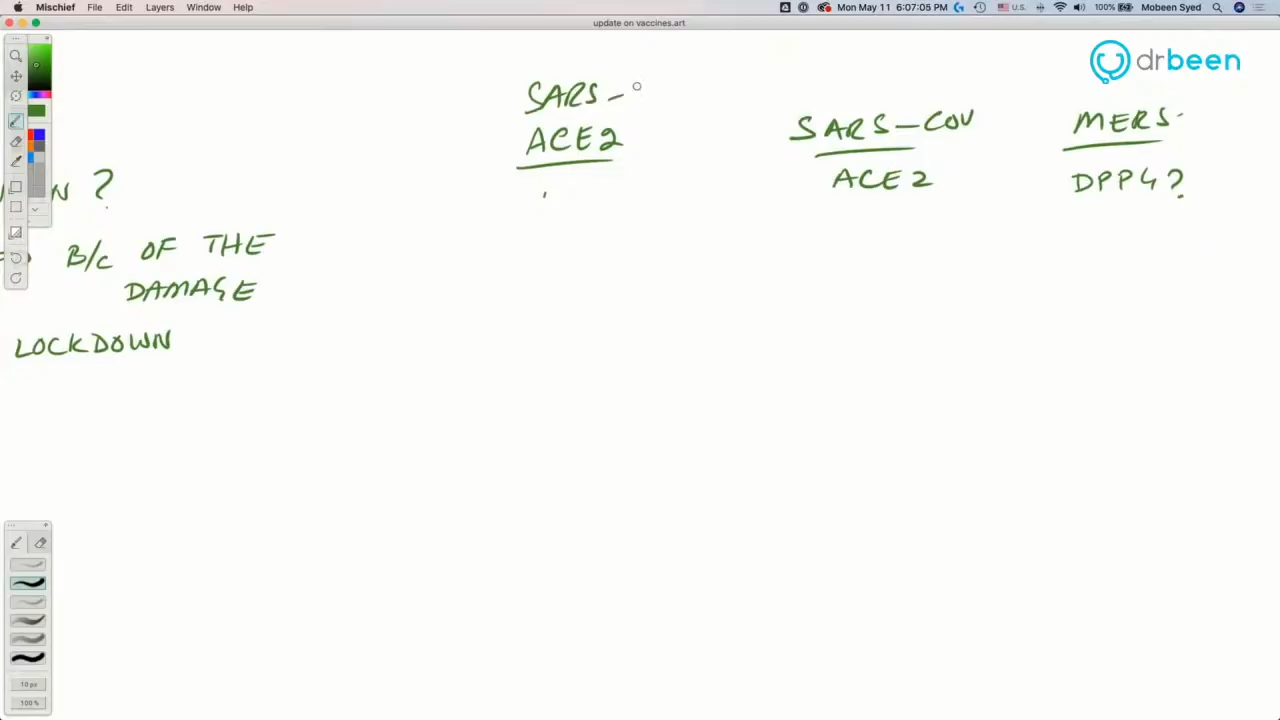 Mischief File Edit Layers Window Help
U.S. 100% Mon May 11 6:07:05 PM Mobeen Syed
update on vaccines.art
drbeen
SARS -
ACE2
SARS-COV
ACE2
MERS-
DPP4?
N ?
B/C OF THE
DAMAGE
LOCKDOWN
10 px
100 %